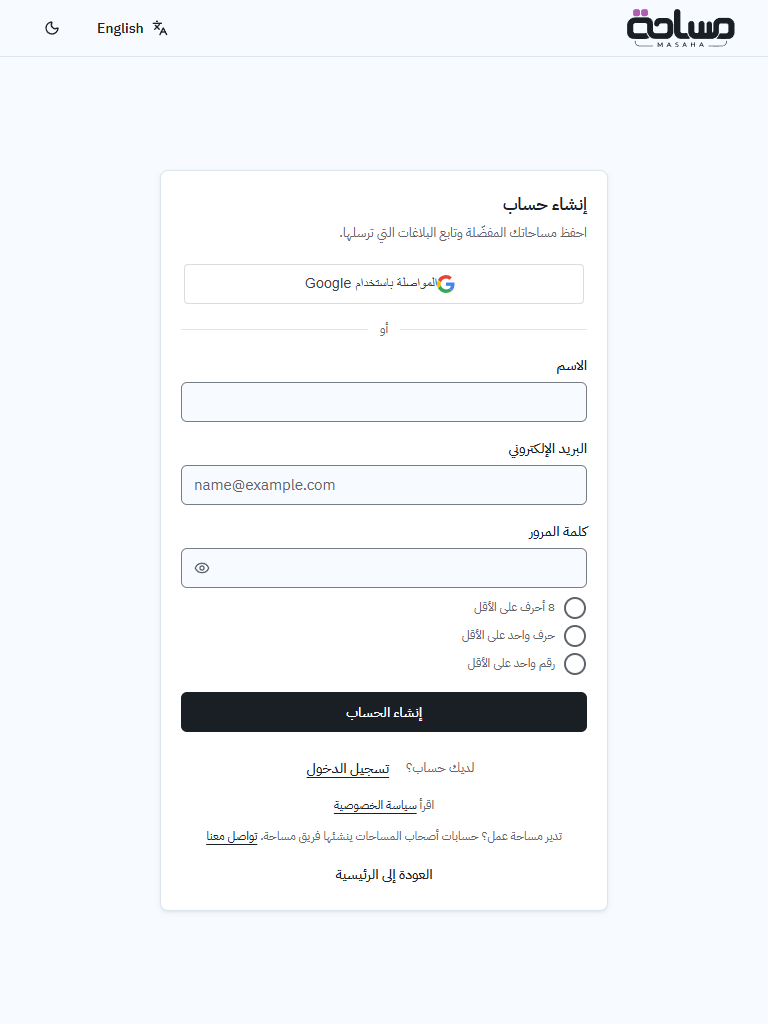 مساحة
MASAHA
English
إنشاء حساب
احفظ مساحاتك المفضّلة وتابع البلاغات التي ترسلها.
المواصلة باستخدام Google
أو
الاسم
البريد الإلكتروني
name@example.com
كلمة المرور
8 أحرف على الأقل
حرف واحد على الأقل
رقم واحد على الأقل
إنشاء الحساب
لديك حساب؟ تسجيل الدخول
اقرأ سياسة الخصوصية
تدير مساحة عمل؟ حسابات أصحاب المساحات ينشئها فريق مساحة. تواصل معنا
العودة إلى الرئيسية